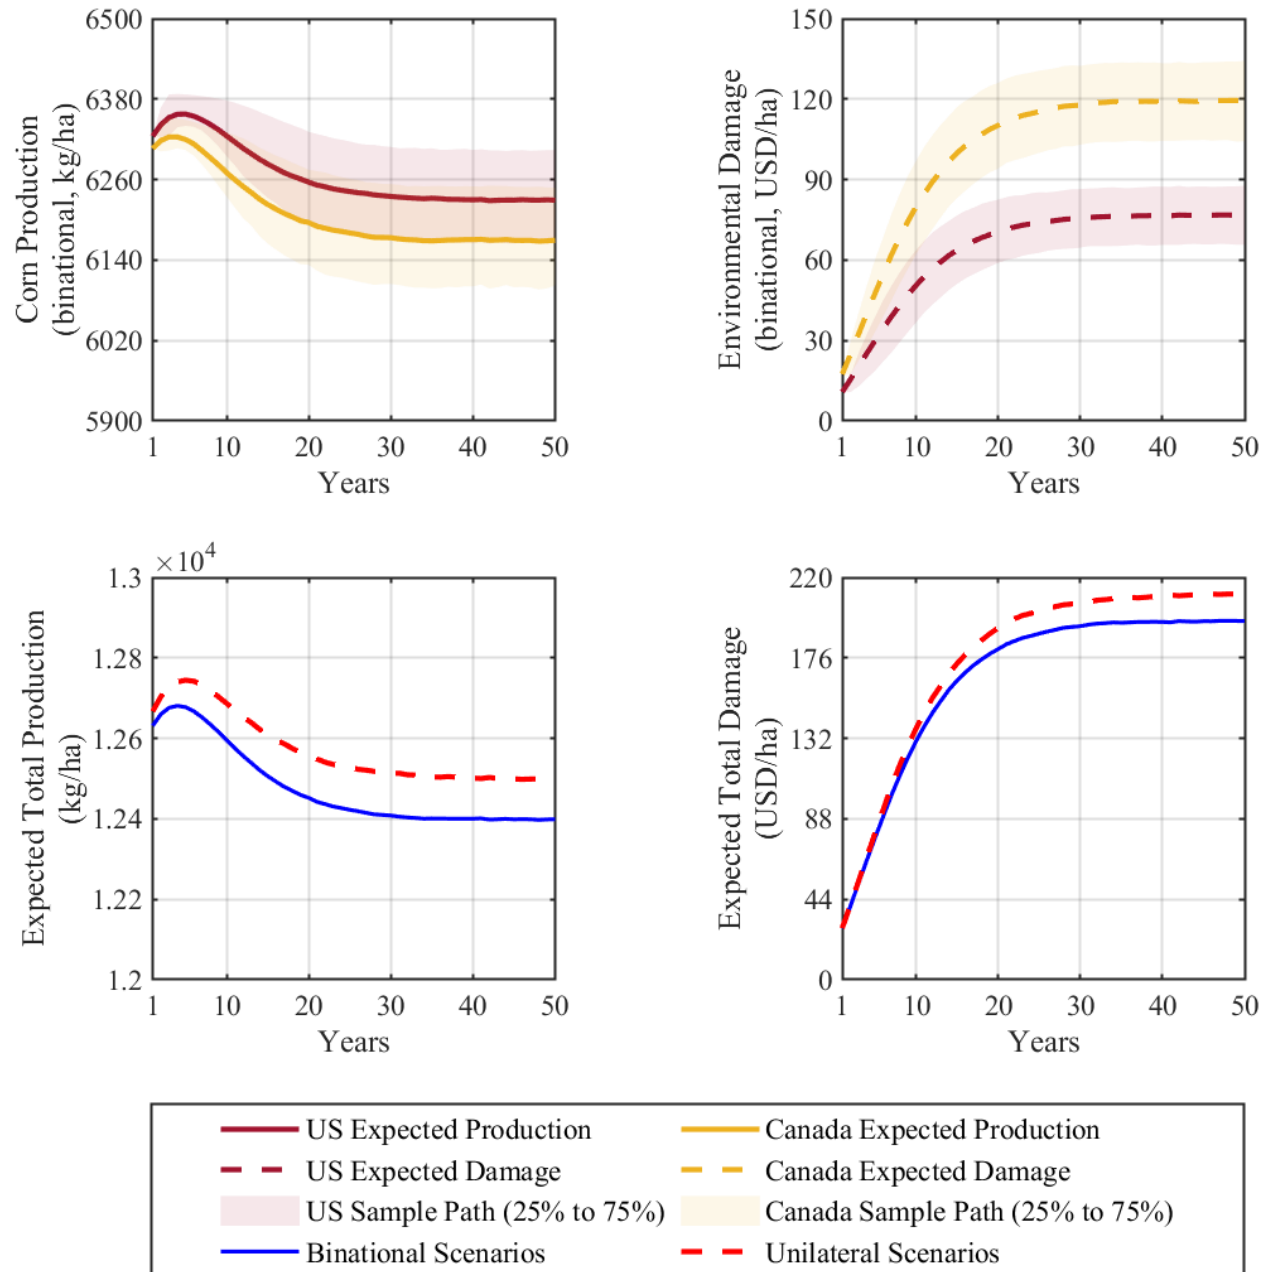 Corn Production
(binational, kg/ha)
6500
6380
6260
6140
6020
5900
1 10 20 30 40 50
Years
Environmental Damage
(binational, USD/ha)
150
120
90
60
30
0
1 10 20 30 40 50
Years
Expected Total Production
(kg/ha)
×10⁴
1.3
1.28
1.26
1.24
1.22
1.2
1 10 20 30 40 50
Years
Expected Total Damage
(USD/ha)
220
176
132
88
44
0
1 10 20 30 40 50
Years
US Expected Production
Canada Expected Production
US Expected Damage
Canada Expected Damage
US Sample Path (25% to 75%)
Canada Sample Path (25% to 75%)
Binational Scenarios
Unilateral Scenarios